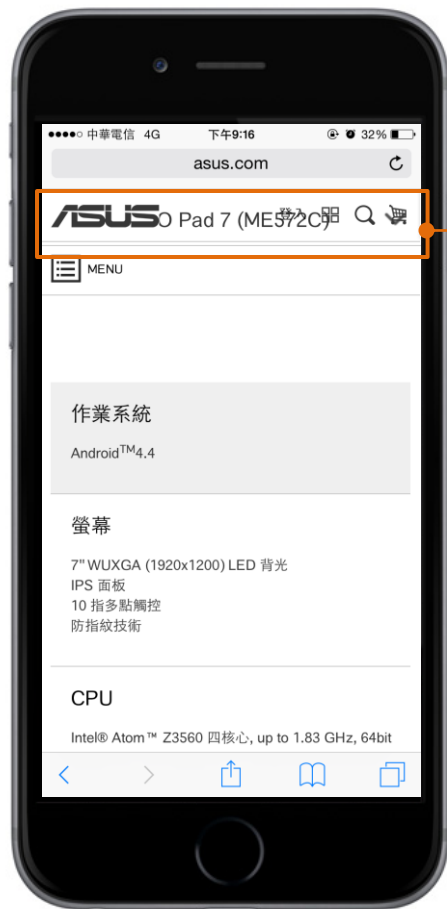 中華電信 4G 下午9:16 32%
asus.com
ASUS O Pad 7 (ME572C) 登入
MENU
作業系統
Android™4.4
螢幕
7" WUXGA (1920x1200) LED 背光
IPS 面板
10 指多點觸控
防指紋技術
CPU
Intel® Atom™ Z3560 四核心, up to 1.83 GHz, 64bit